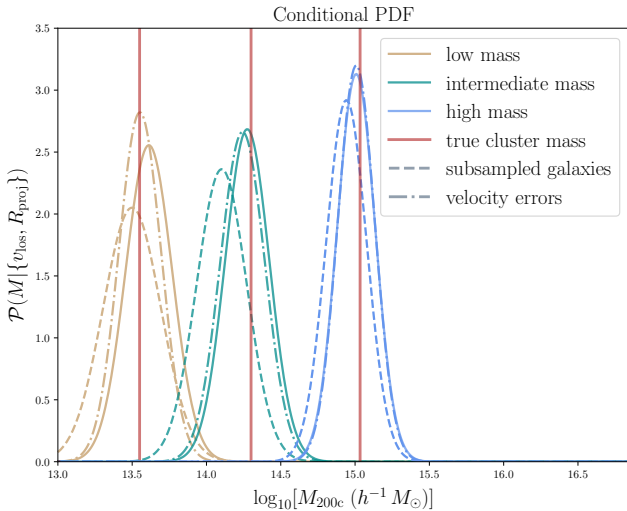 Conditional PDF
3.5
3.0
2.5
2.0
1.5
1.0
0.5
0.0
13.0 13.5 14.0 14.5 15.0 15.5 16.0 16.5
log₁₀[M₂₀₀c (h⁻¹ M⊙)]
𝒫(M|{v_los, R_proj})
low mass
intermediate mass
high mass
true cluster mass
subsampled galaxies
velocity errors